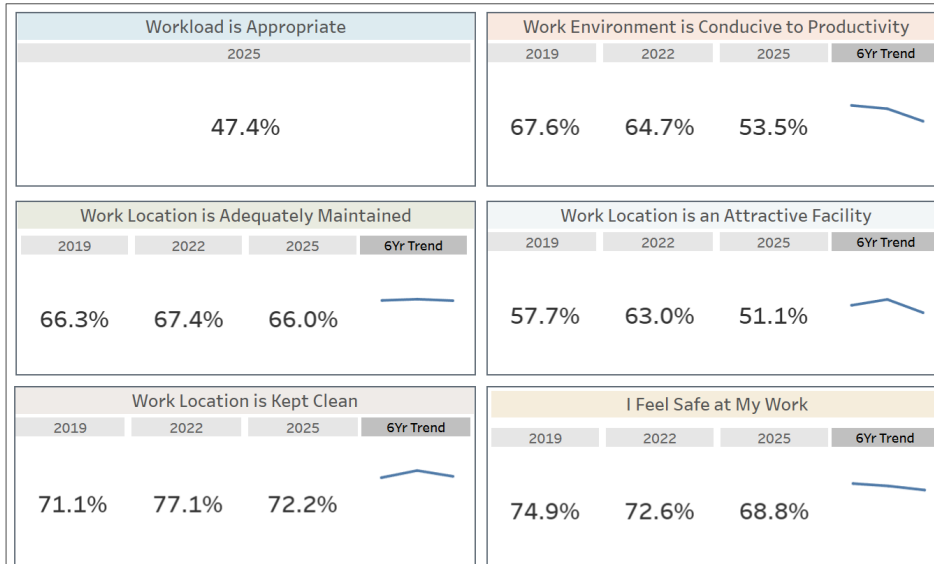 Workload is Appropriate
2025
47.4%
Work Environment is Conducive to Productivity
2019 2022 2025 6Yr Trend
67.6% 64.7% 53.5%
Work Location is Adequately Maintained
2019 2022 2025 6Yr Trend
66.3% 67.4% 66.0%
Work Location is an Attractive Facility
2019 2022 2025 6Yr Trend
57.7% 63.0% 51.1%
Work Location is Kept Clean
2019 2022 2025 6Yr Trend
71.1% 77.1% 72.2%
I Feel Safe at My Work
2019 2022 2025 6Yr Trend
74.9% 72.6% 68.8%